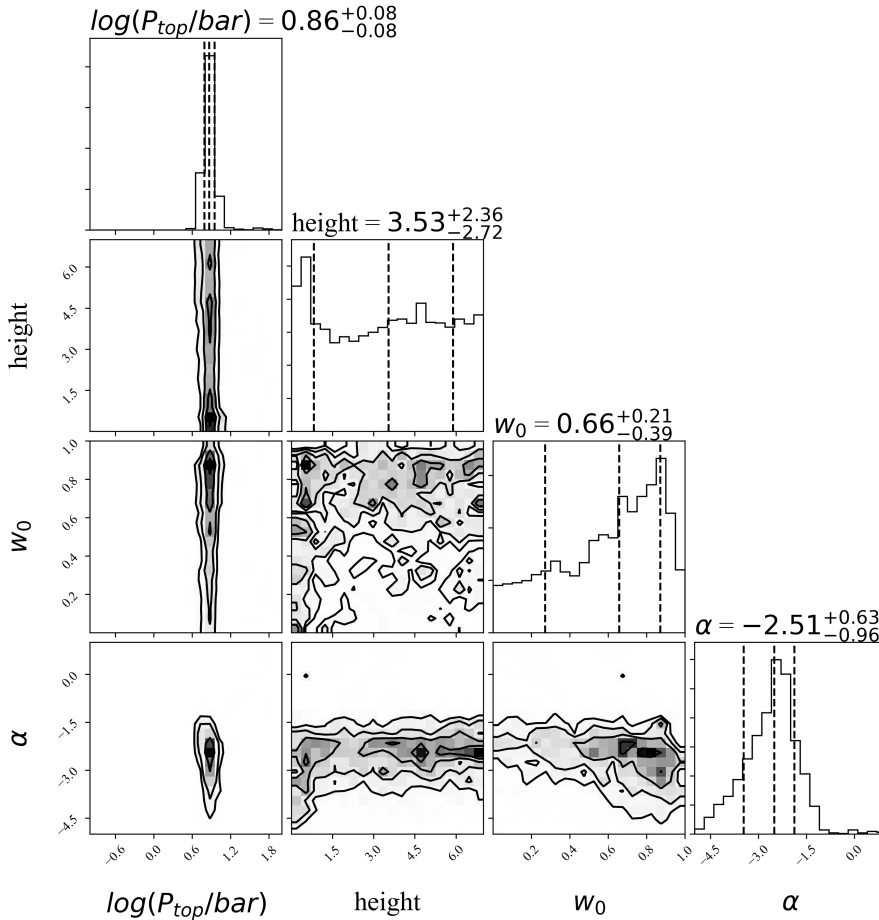 log(P_top/bar) = 0.86^{+0.08}_{-0.08}
height = 3.53^{+2.36}_{-2.72}
6.0
4.5
3.0
1.5
height
w_0 = 0.66^{+0.21}_{-0.39}
1.0
0.8
0.6
0.4
0.2
w_0
α = −2.51^{+0.63}_{-0.96}
0.0
−1.5
−3.0
−4.5
α
−0.6 0.0 0.6 1.2 1.8
1.5 3.0 4.5 6.0
0.2 0.4 0.6 0.8 1.0
−4.5 −3.0 −1.5 0.0
log(P_top/bar) height w_0 α